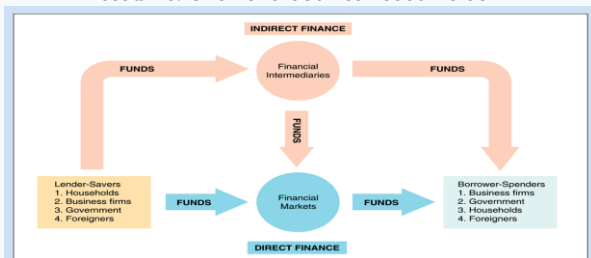 INDIRECT FINANCE
FUNDS
Financial
Intermediaries
FUNDS
FUNDS
Lender-Savers
1. Households
2. Business firms
3. Government
4. Foreigners
FUNDS
Financial
Markets
FUNDS
Borrower-Spenders
1. Business firms
2. Government
3. Households
4. Foreigners
DIRECT FINANCE